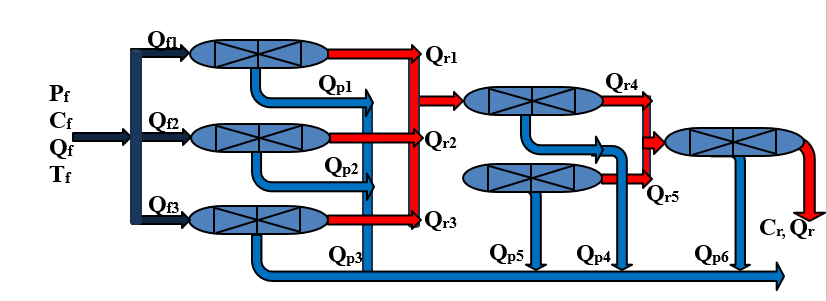 Pf
Cf
Qf
Tf
Qf1
Qf2
Qf3
Qp1
Qp2
Qp3
Qr1
Qr2
Qr3
Qr4
Qr5
Qp5
Qp4
Qp6
Cr, Qr